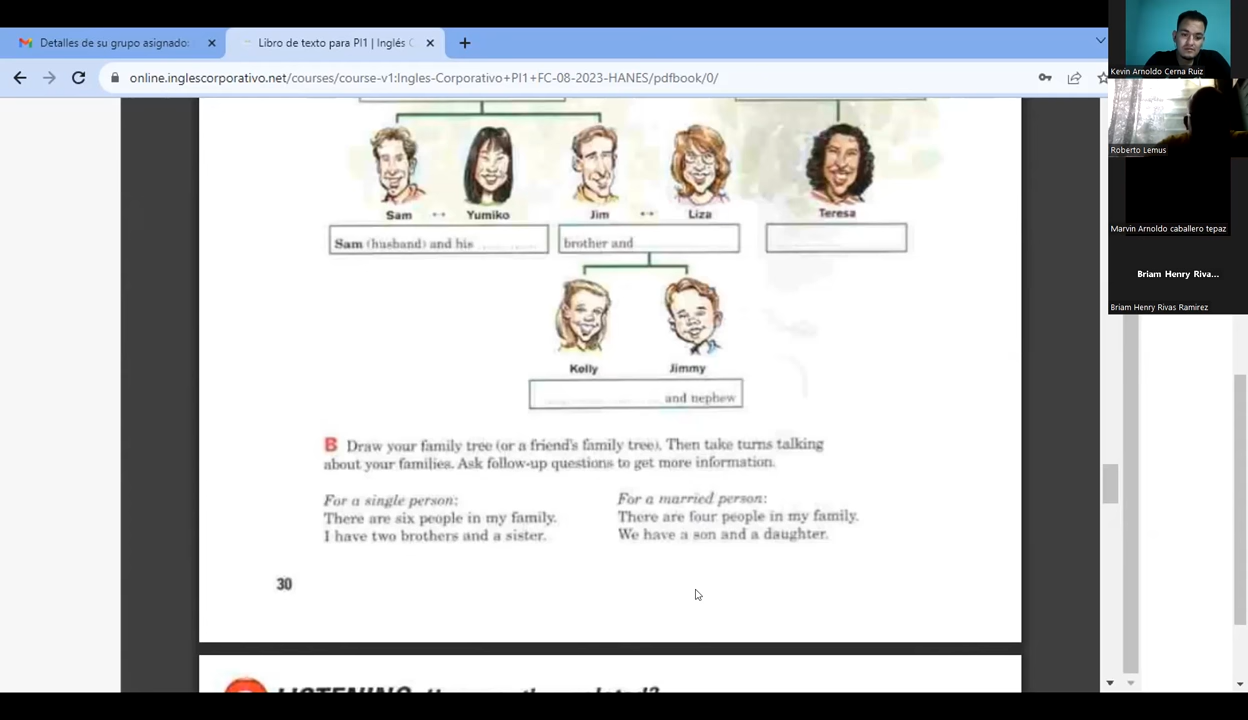 Detalles de su grupo asignado:
Libro de texto para PI1 | Inglés C
online.inglescorporativo.net/courses/course-v1:Ingles-Corporativo+PI1+FC-08-2023-HANES/pdfbook/0/
Kevin Arnoldo Cerna Ruiz
Roberto Lemus
Marvin Arnoldo caballero tepaz
Briam Henry Riva...
Briam Henry Rivas Ramirez
Sam ↔ Yumiko Jim ↔ Liza Teresa
Sam (husband) and his
brother and
Kelly Jimmy
and nephew
B Draw your family tree (or a friend's family tree). Then take turns talking
about your families. Ask follow-up questions to get more information.
For a single person:
There are six people in my family.
I have two brothers and a sister.
For a married person:
There are four people in my family.
We have a son and a daughter.
30